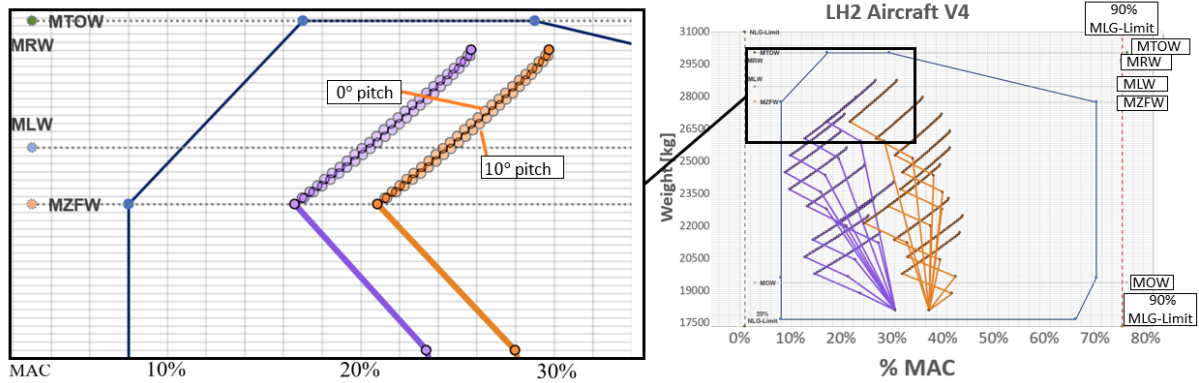 MTOW
MRW
0° pitch
MLW
10° pitch
MZFW
MAC 10% 20% 30%
LH2 Aircraft V4
90%
MLG-Limit
31000
NLG-Limit
MTOW
MTOW
MRW
MRW
29500
MLW
MLW
28000
MZFW
MZFW
26500
25000
23500
22000
20500
19000
17500
Weight [kg]
MOW
MOW
20%
NLG-Limit
90%
MLG-Limit
0% 10% 20% 30% 40% 50% 60% 70% 80%
% MAC